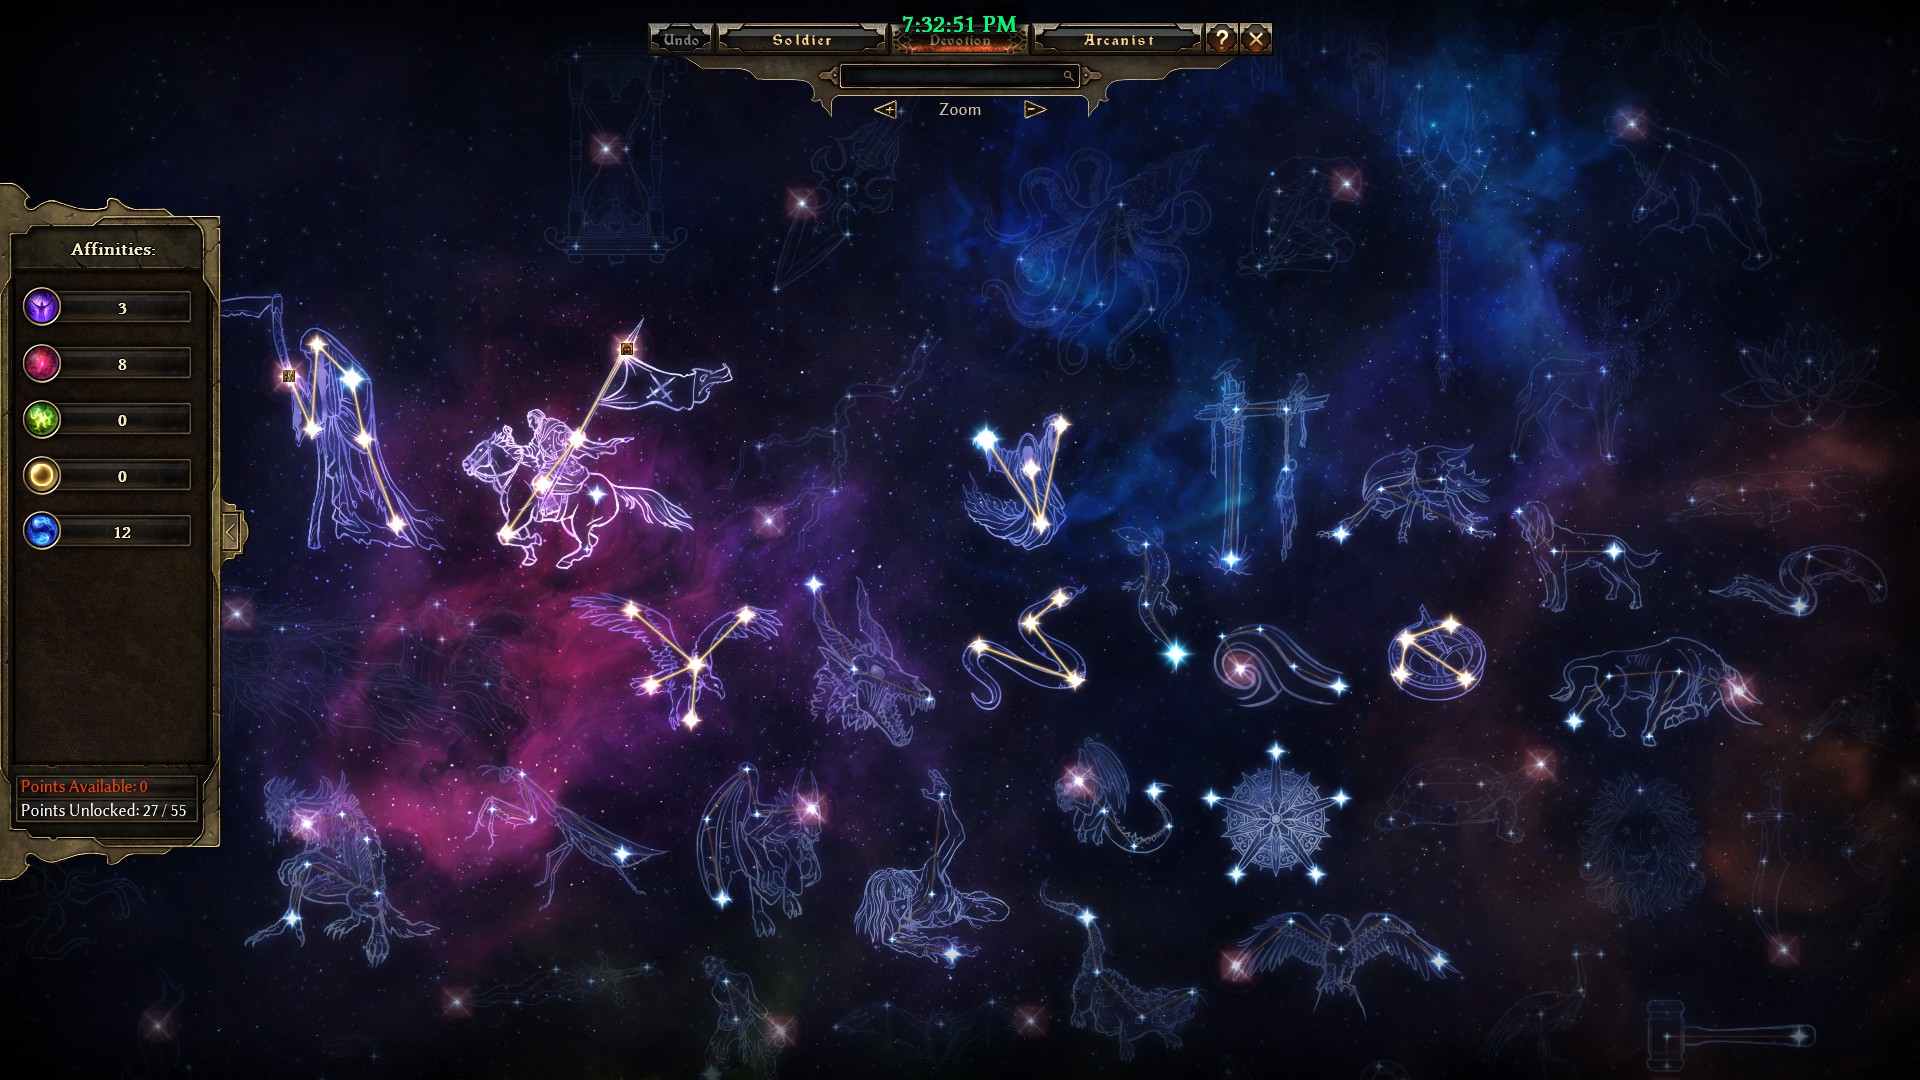 7:32:51 PM
Undo
Soldier
Devotion
Arcanist
?
Zoom
Affinities:
3
8
0
0
12
Points Available: 0
Points Unlocked: 27 / 55